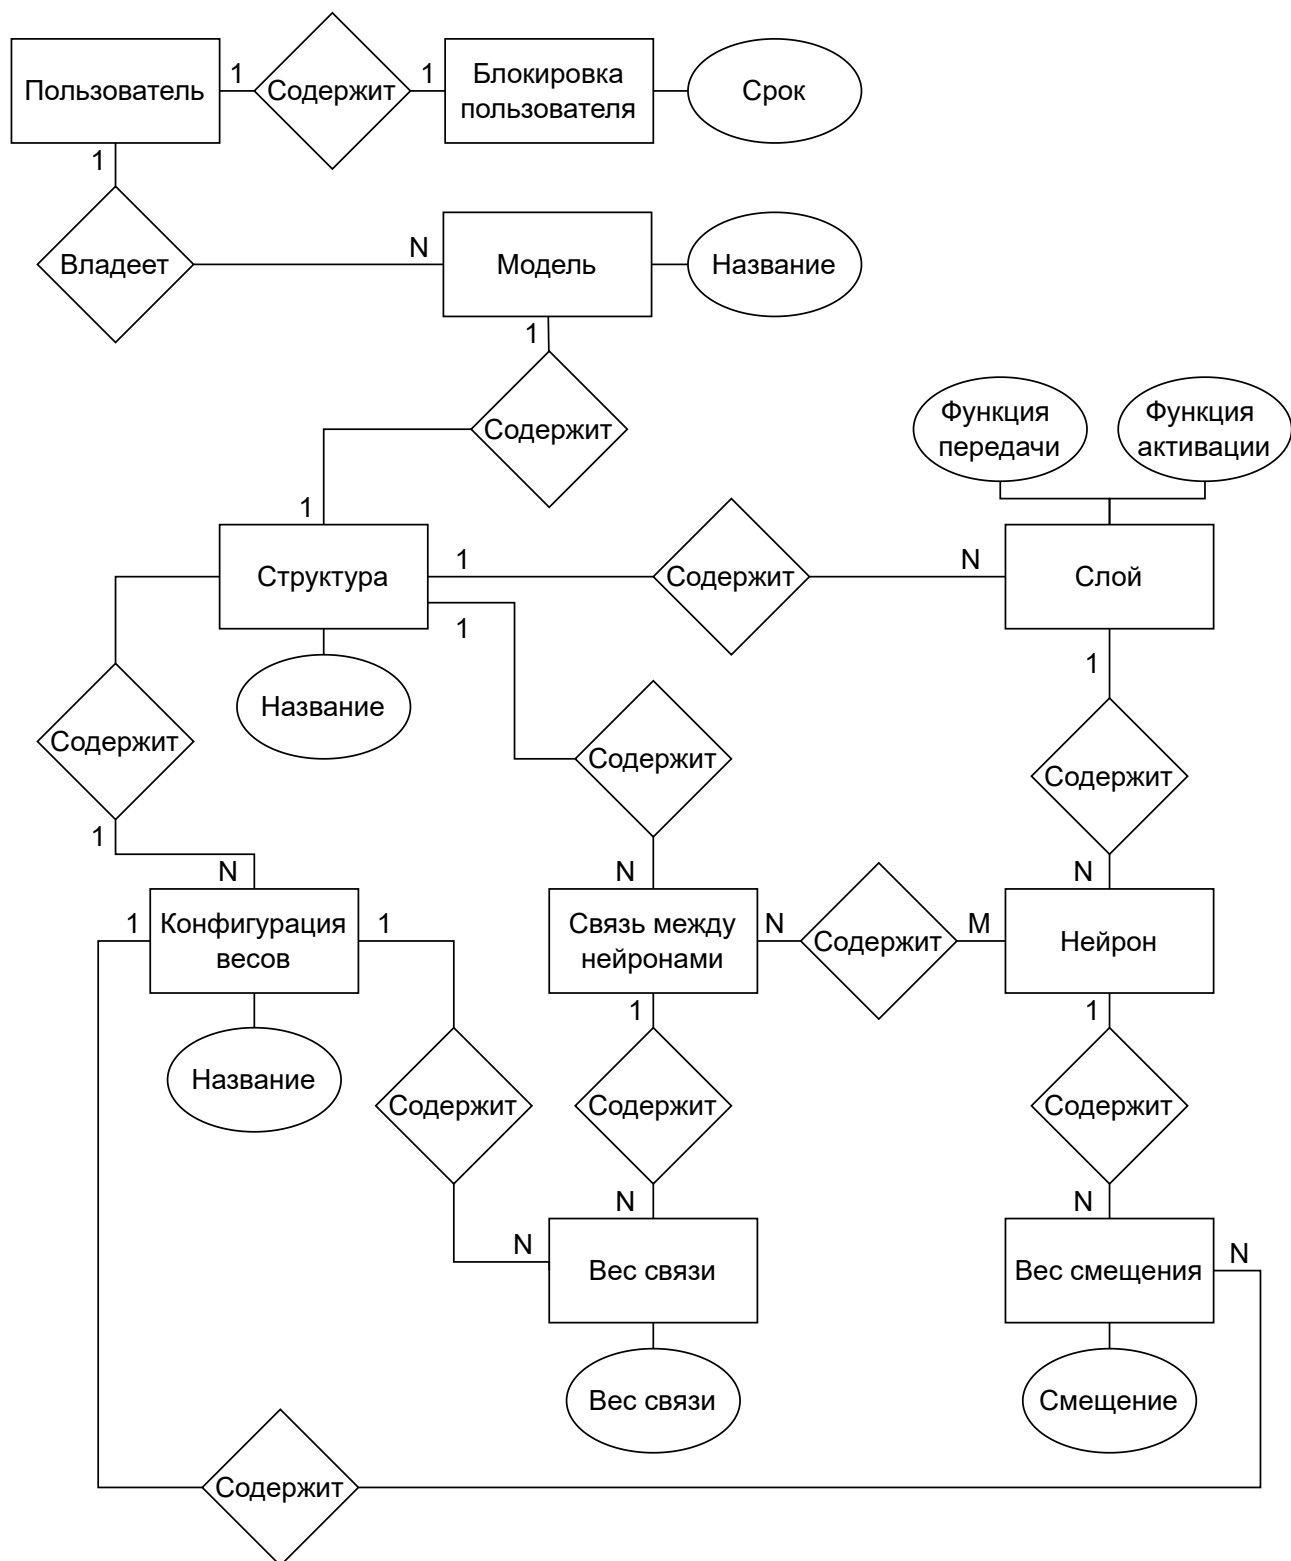 Пользователь
1
Содержит
1
Блокировка
пользователя
Срок
1
Владеет
N
Модель
Название
1
Содержит
1
Функция
передачи
Функция
активации
Структура
1
Содержит
N
Слой
1
1
Название
Содержит
Содержит
Содержит
1
N
N
N
1
Конфигурация
весов
1
Связь между
нейронами
N
Содержит
M
Нейрон
1
1
Название
Содержит
Содержит
Содержит
N
N
N
Вес связи
Вес смещения
N
Вес связи
Смещение
Содержит